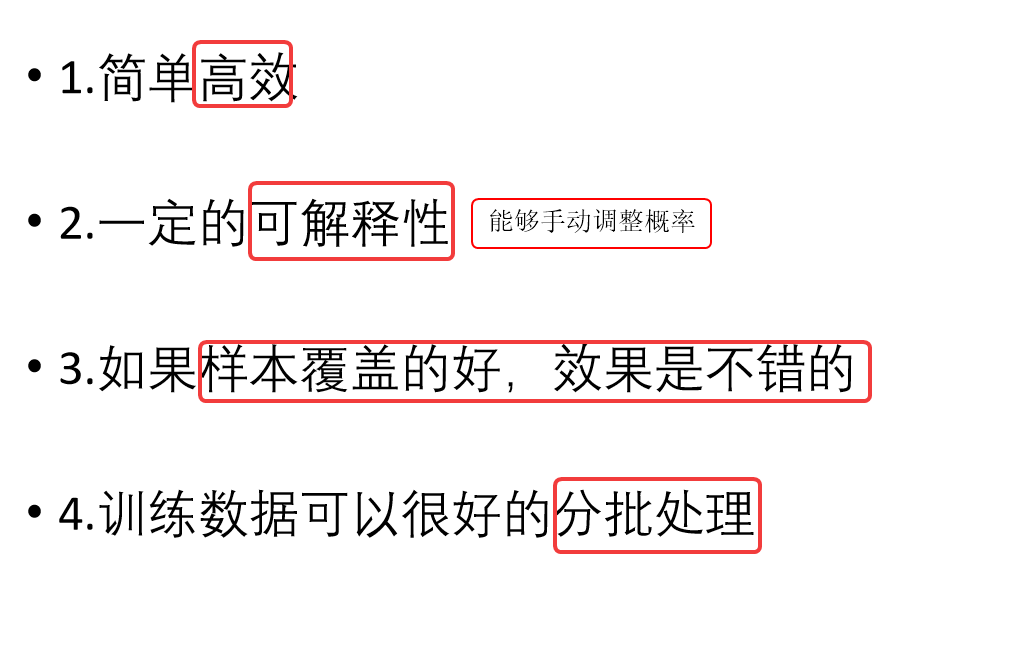 • 1.简单高效
• 2.一定的可解释性 能够手动调整概率
• 3.如果样本覆盖的好，效果是不错的
• 4.训练数据可以很好的分批处理